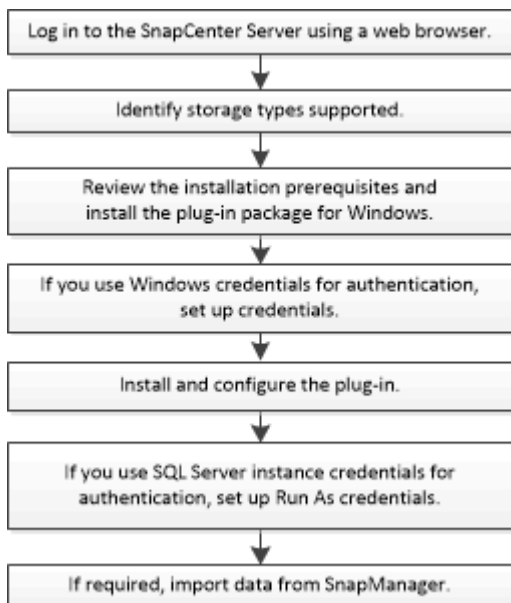 Log in to the SnapCenter Server using a web browser.
Identify storage types supported.
Review the installation prerequisites and
install the plug-in package for Windows.
If you use Windows credentials for authentication,
set up credentials.
Install and configure the plug-in.
If you use SQL Server instance credentials for
authentication, set up Run As credentials.
If required, import data from SnapManager.